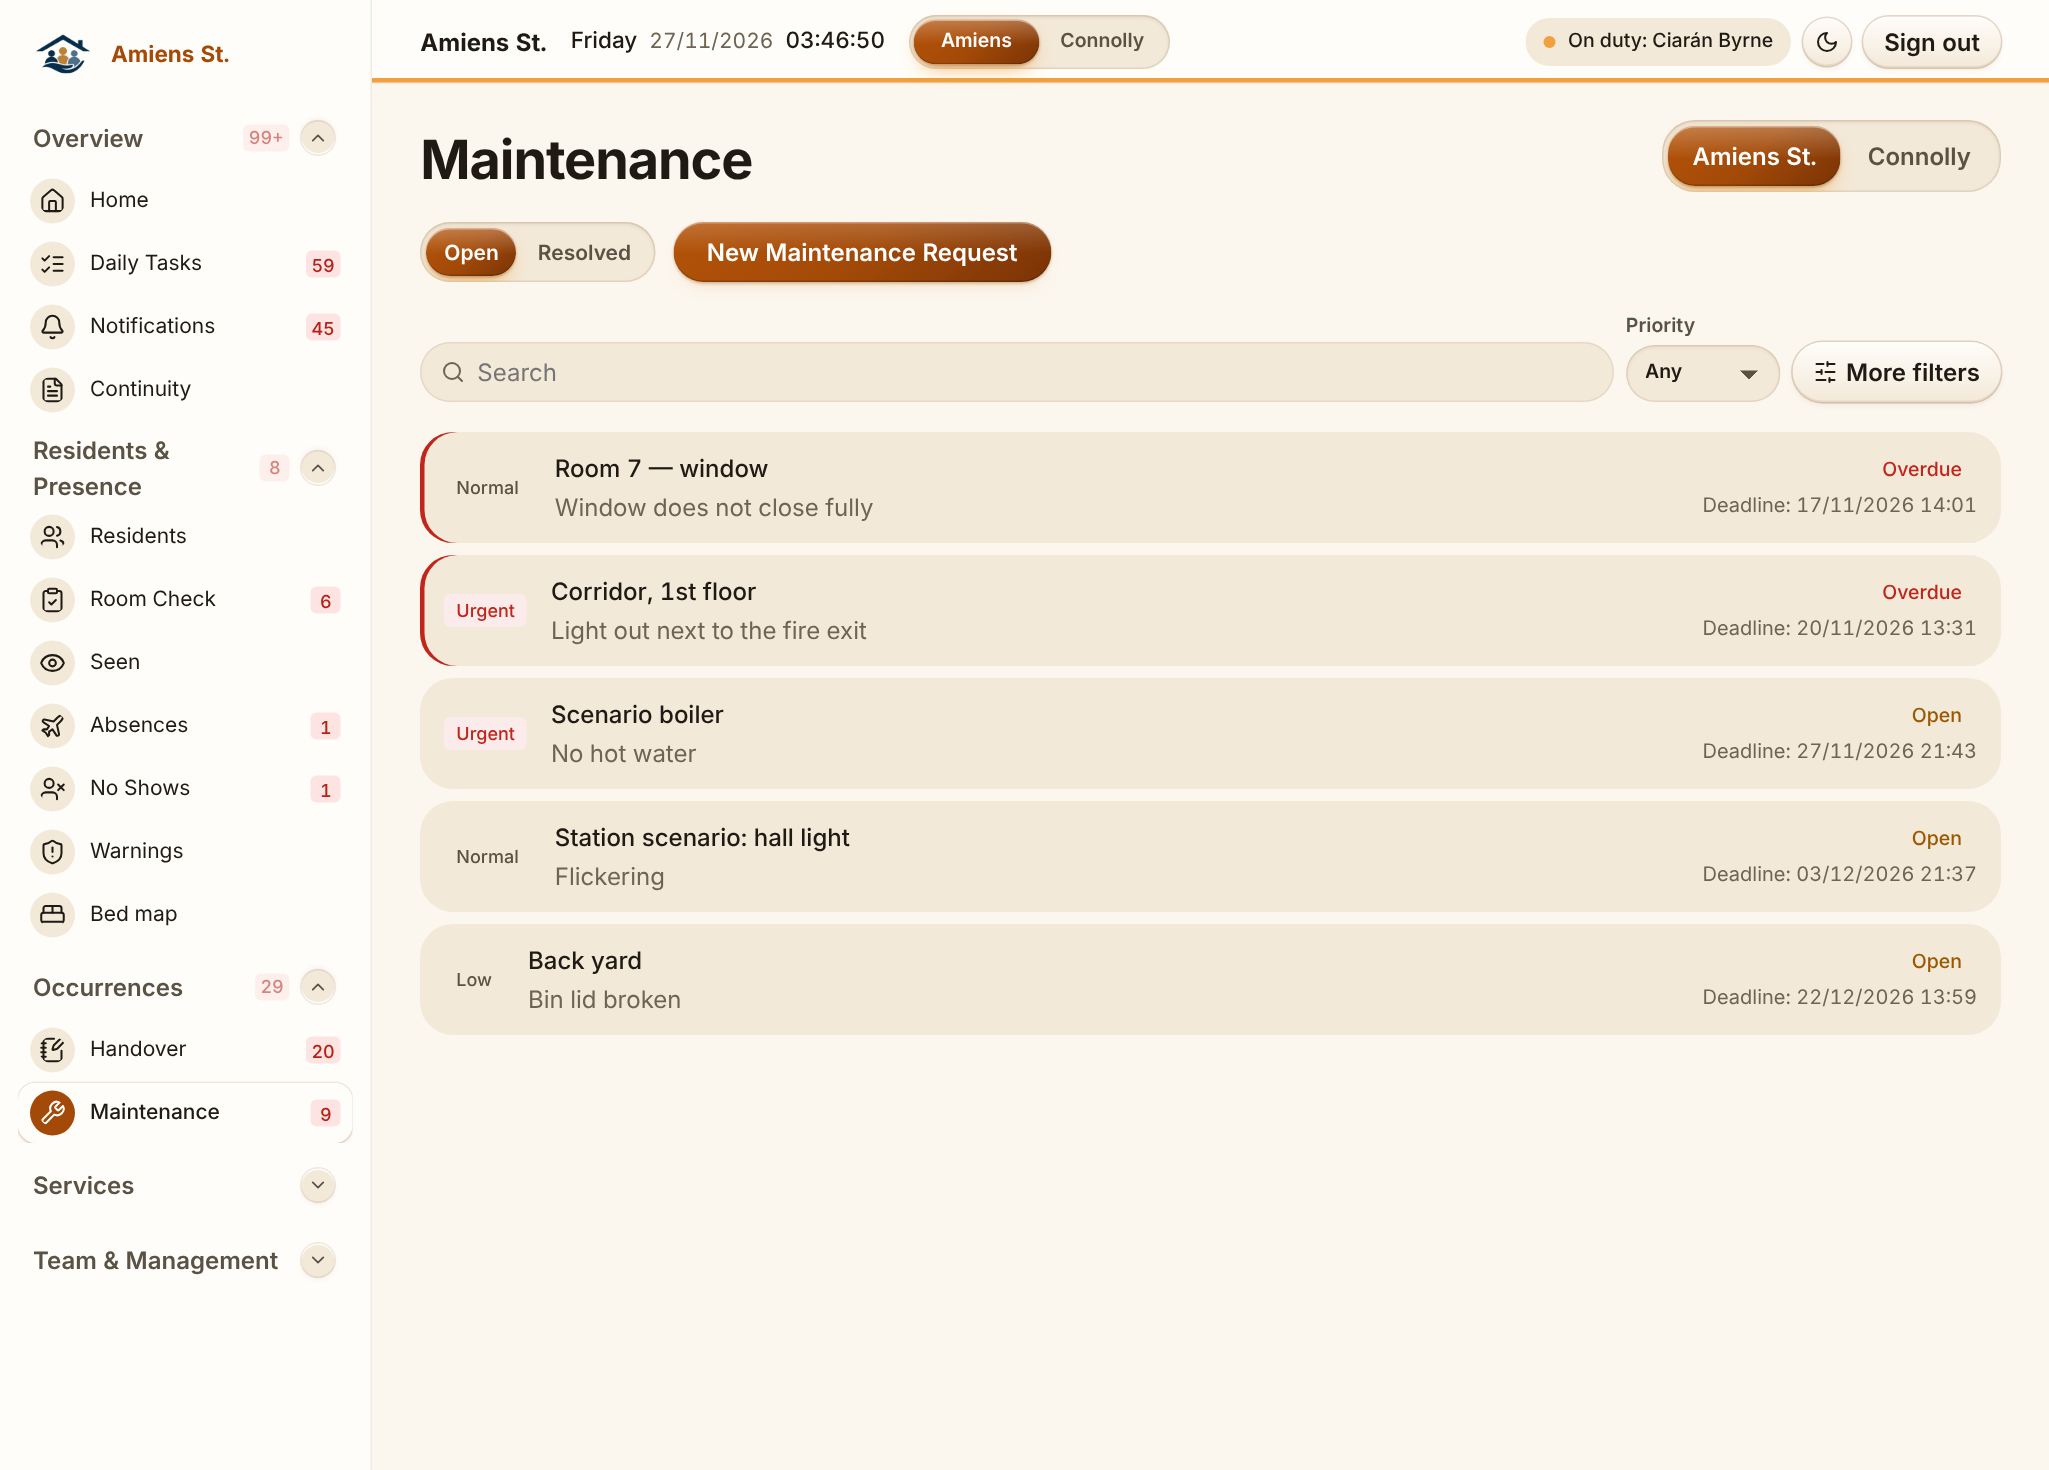 Amiens St.
Overview 99+
Home
Daily Tasks 59
Notifications 45
Continuity
Residents &
Presence 8
Residents
Room Check 6
Seen
Absences 1
No Shows 1
Warnings
Bed map
Occurrences 29
Handover 20
Maintenance 9
Services
Team & Management
Amiens St. Friday 27/11/2026 03:46:50 Amiens Connolly
On duty: Ciarán Byrne Sign out
Maintenance
Amiens St. Connolly
Open Resolved New Maintenance Request
Search
Priority
Any
More filters
Normal
Room 7 — window
Window does not close fully
Overdue
Deadline: 17/11/2026 14:01
Urgent
Corridor, 1st floor
Light out next to the fire exit
Overdue
Deadline: 20/11/2026 13:31
Urgent
Scenario boiler
No hot water
Open
Deadline: 27/11/2026 21:43
Normal
Station scenario: hall light
Flickering
Open
Deadline: 03/12/2026 21:37
Low
Back yard
Bin lid broken
Open
Deadline: 22/12/2026 13:59